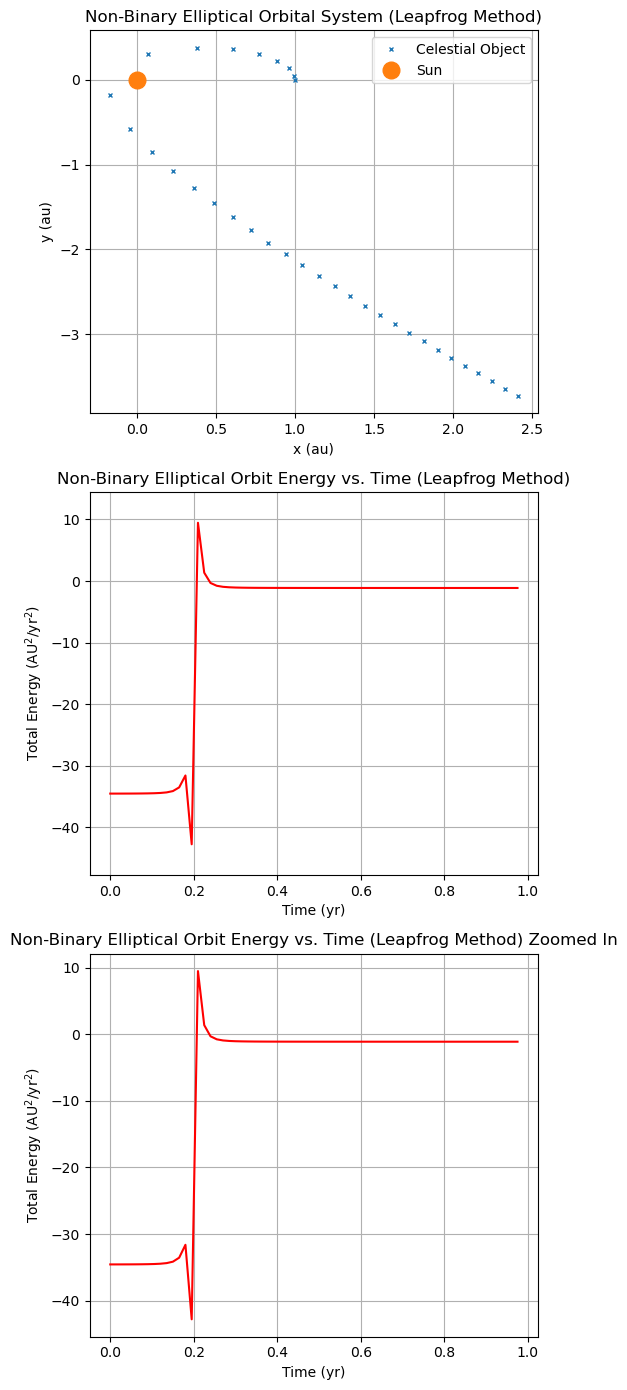 Non-Binary Elliptical Orbital System (Leapfrog Method)
Celestial Object
Sun
0
−1
−2
−3
y (au)
0.0 0.5 1.0 1.5 2.0 2.5
x (au)
Non-Binary Elliptical Orbit Energy vs. Time (Leapfrog Method)
10
0
−10
−20
−30
−40
Total Energy (AU²/yr²)
0.0 0.2 0.4 0.6 0.8 1.0
Time (yr)
Non-Binary Elliptical Orbit Energy vs. Time (Leapfrog Method) Zoomed In
10
0
−10
−20
−30
−40
Total Energy (AU²/yr²)
0.0 0.2 0.4 0.6 0.8 1.0
Time (yr)